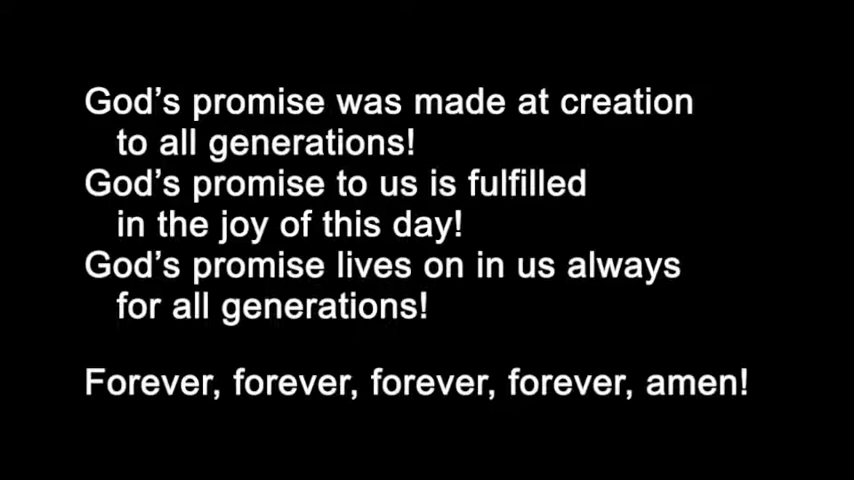 God’s promise was made at creation
to all generations!
God’s promise to us is fulfilled
in the joy of this day!
God’s promise lives on in us always
for all generations!
Forever, forever, forever, forever, amen!